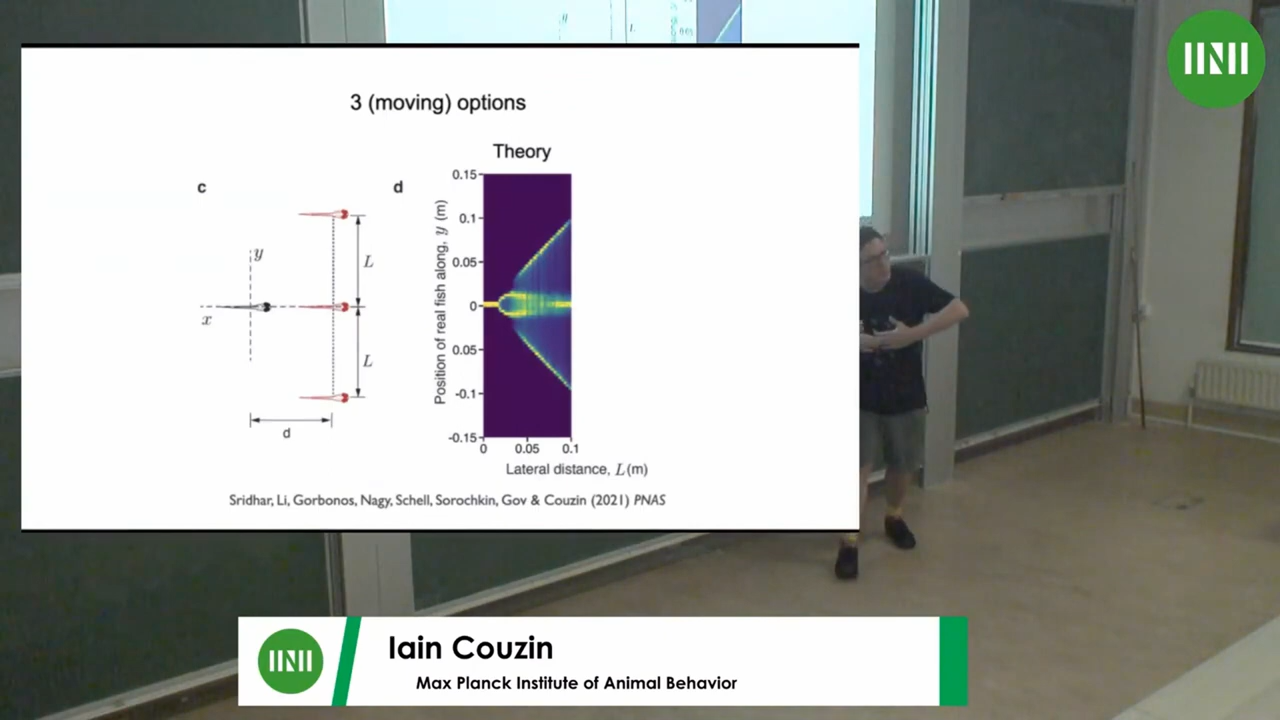 3 (moving) options
Theory
c
d
y
x
L
L
d
Position of real fish along, y (m)
0.15
0.1
0.05
0
0.05
-0.1
-0.15
0
0.05
0.1
Lateral distance, L (m)
Sridhar, Li, Gorbonos, Nagy, Schell, Sorochkin, Gov & Couzin (2021) PNAS
Iain Couzin
Max Planck Institute of Animal Behavior